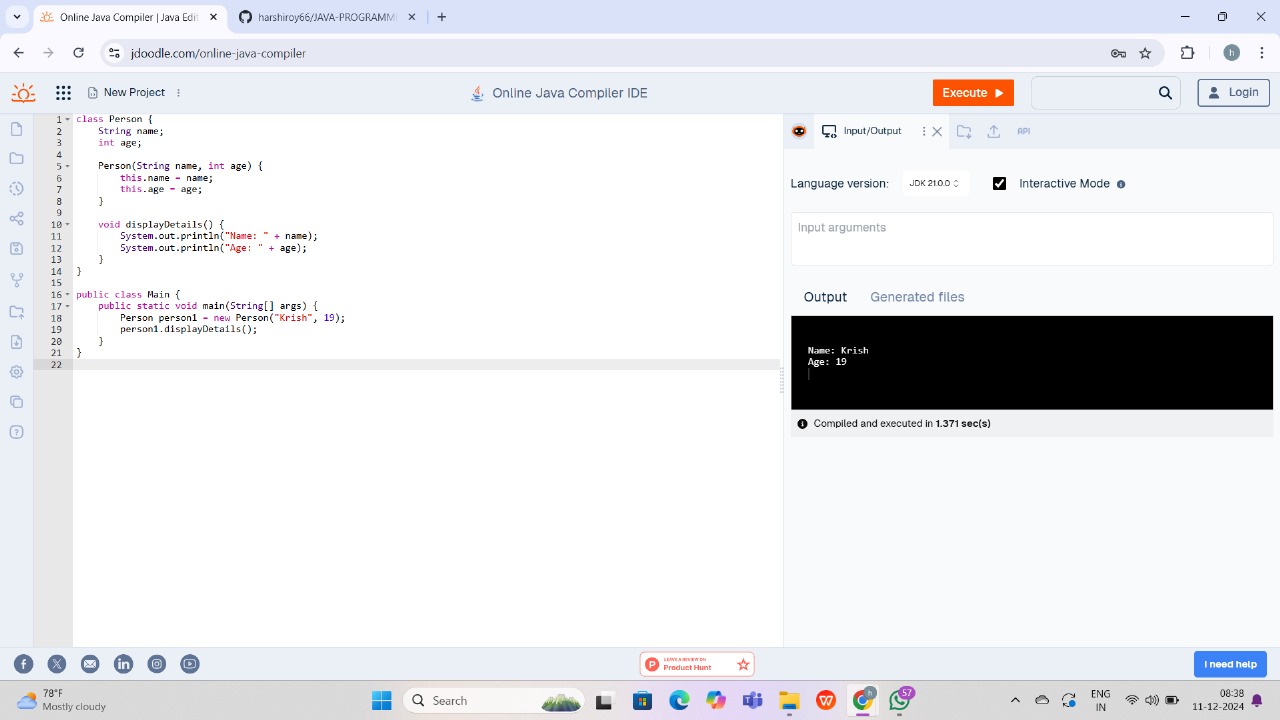 Online Java Compiler - Online Java Edit
harshiroy66/JAVA-PROGRAMM
jdoodle.com/online-java-compiler
h
New Project
Online Java Compiler IDE
Execute
Login
1 class Person {
2 String name;
3 int age;
4
5 Person(String name, int age) {
6 this.name = name;
7 this.age = age;
8 }
9
10 void displayDetails() {
11 System.out.println("Name: " + name);
12 System.out.println("Age: " + age);
13 }
14 }
15
16 public class Main {
17 public static void main(String[] args) {
18 Person person1 = new Person("Krish", 19);
19 person1.displayDetails();
20 }
21 }
22
Input/Output
API
Language version:
JDK 21.0.0
Interactive Mode
Input arguments
Output
Generated files
Name: Krish
Age: 19
Compiled and executed in 1.371 sec(s)
LEAVE A REVIEW ON
Product Hunt
I need help
78°F
Mostly cloudy
Search
57
ENG
IN
08:38
11-12-2024